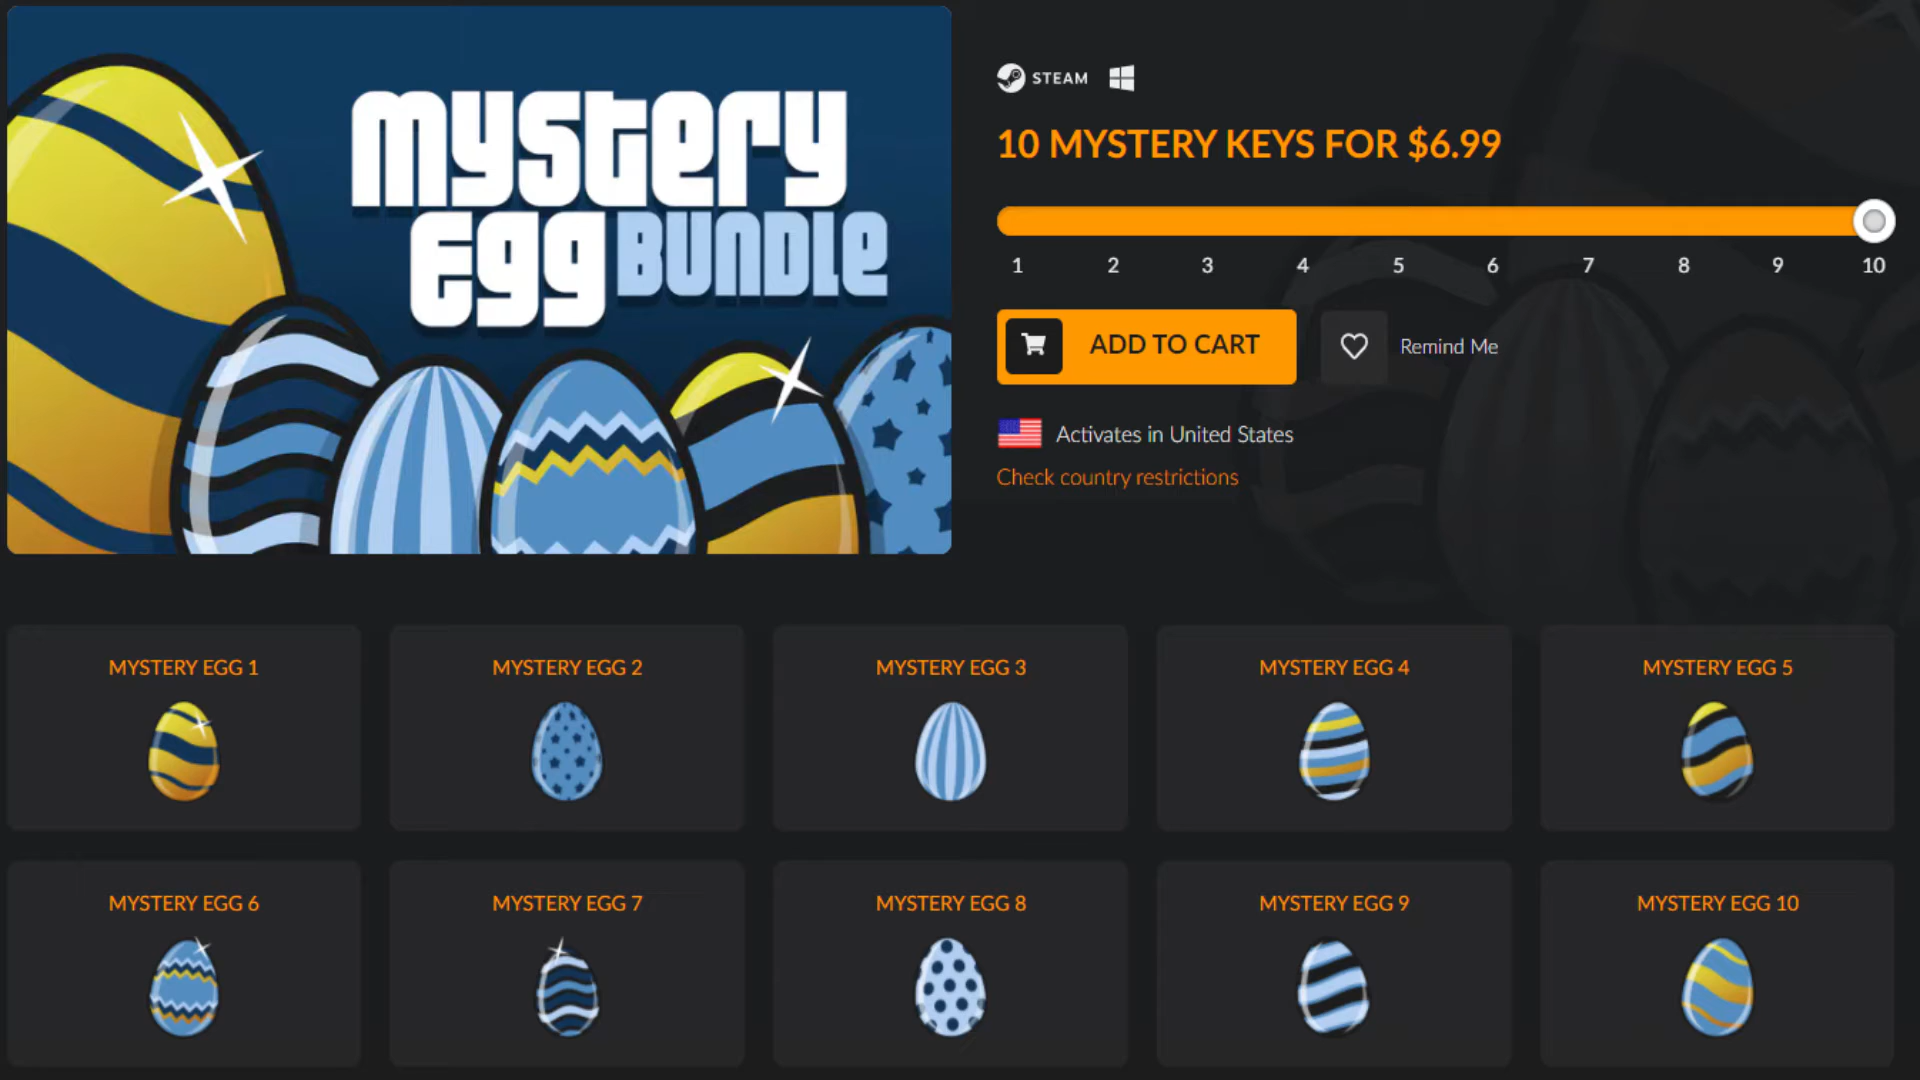 mystery
Egg BUNDLE
STEAM
10 MYSTERY KEYS FOR $6.99
1 2 3 4 5 6 7 8 9 10
ADD TO CART
Remind Me
Activates in United States
Check country restrictions
MYSTERY EGG 1 MYSTERY EGG 2 MYSTERY EGG 3 MYSTERY EGG 4 MYSTERY EGG 5
MYSTERY EGG 6 MYSTERY EGG 7 MYSTERY EGG 8 MYSTERY EGG 9 MYSTERY EGG 10